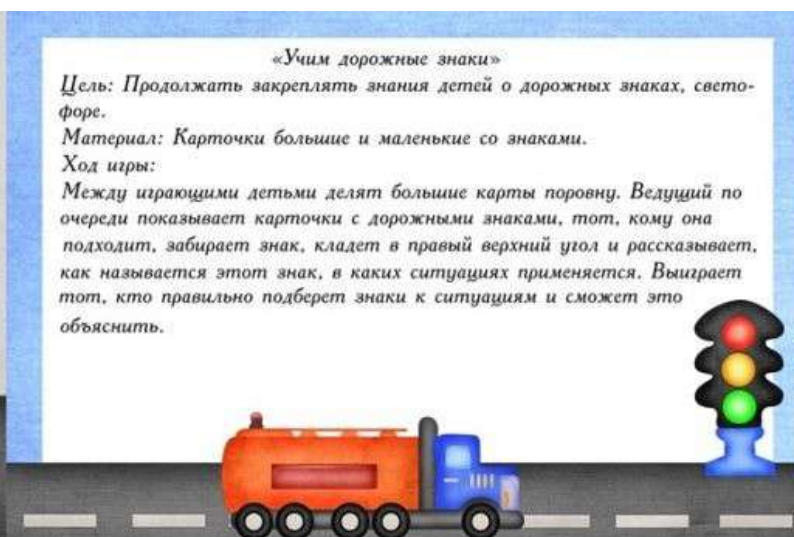 «Учим дорожные знаки»
Цель: Продолжать закреплять знания детей о дорожных знаках, свето-
форе.
Материал: Карточки большие и маленькие со знаками.
Ход игры:
Между играющими детьми делят большие карты поровну. Ведущий по
очереди показывает карточки с дорожными знаками, тот, кому она
подходит, забирает знак, кладет в правый верхний угол и рассказывает,
как называется этот знак, в каких ситуациях применяется. Выиграет
тот, кто правильно подберет знаки к ситуациям и сможет это
объяснить.